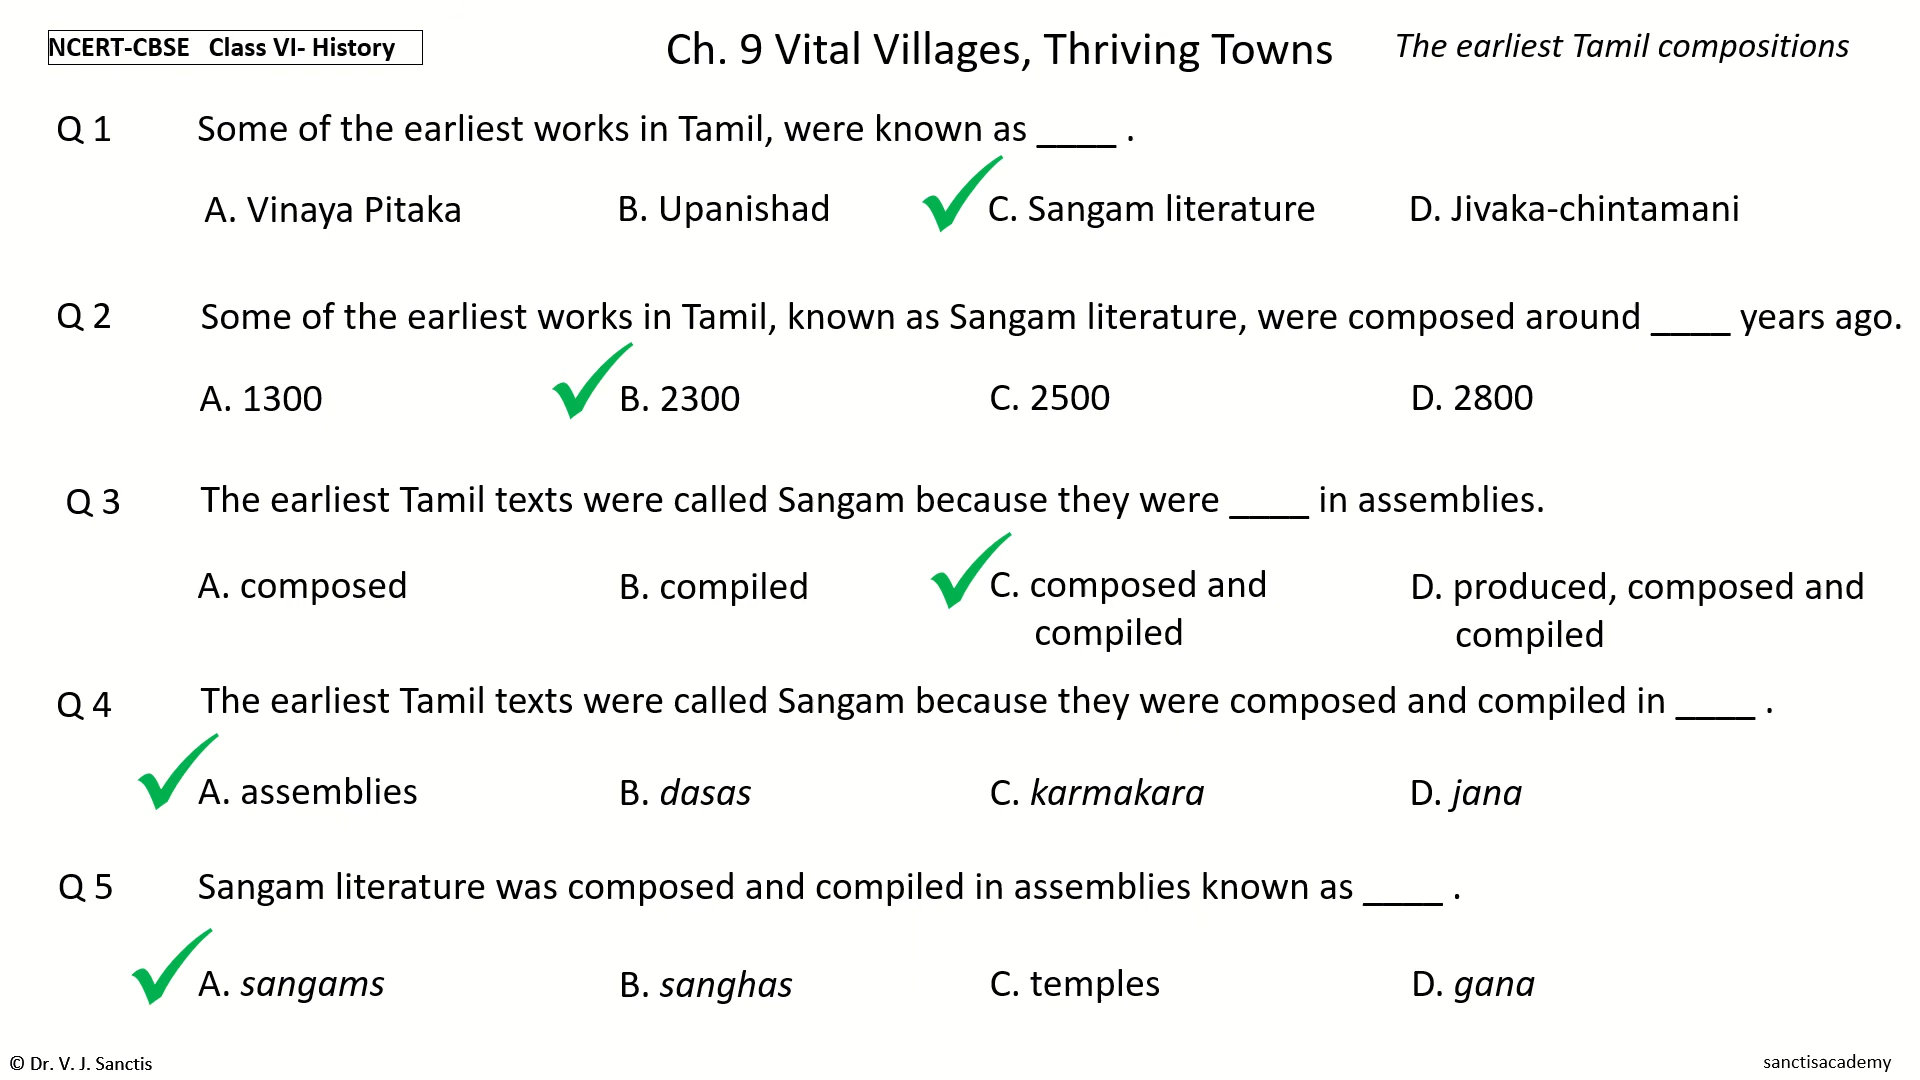 NCERT-CBSE Class VI- History
Ch. 9 Vital Villages, Thriving Towns
The earliest Tamil compositions
Q 1 Some of the earliest works in Tamil, were known as ____ .
A. Vinaya Pitaka B. Upanishad C. Sangam literature D. Jivaka-chintamani
Q 2 Some of the earliest works in Tamil, known as Sangam literature, were composed around ____ years ago.
A. 1300 B. 2300 C. 2500 D. 2800
Q 3 The earliest Tamil texts were called Sangam because they were ____ in assemblies.
A. composed B. compiled C. composed and compiled D. produced, composed and compiled
Q 4 The earliest Tamil texts were called Sangam because they were composed and compiled in ____ .
A. assemblies B. dasas C. karmakara D. jana
Q 5 Sangam literature was composed and compiled in assemblies known as ____ .
A. sangams B. sanghas C. temples D. gana
© Dr. V. J. Sanctis
sanctisacademy